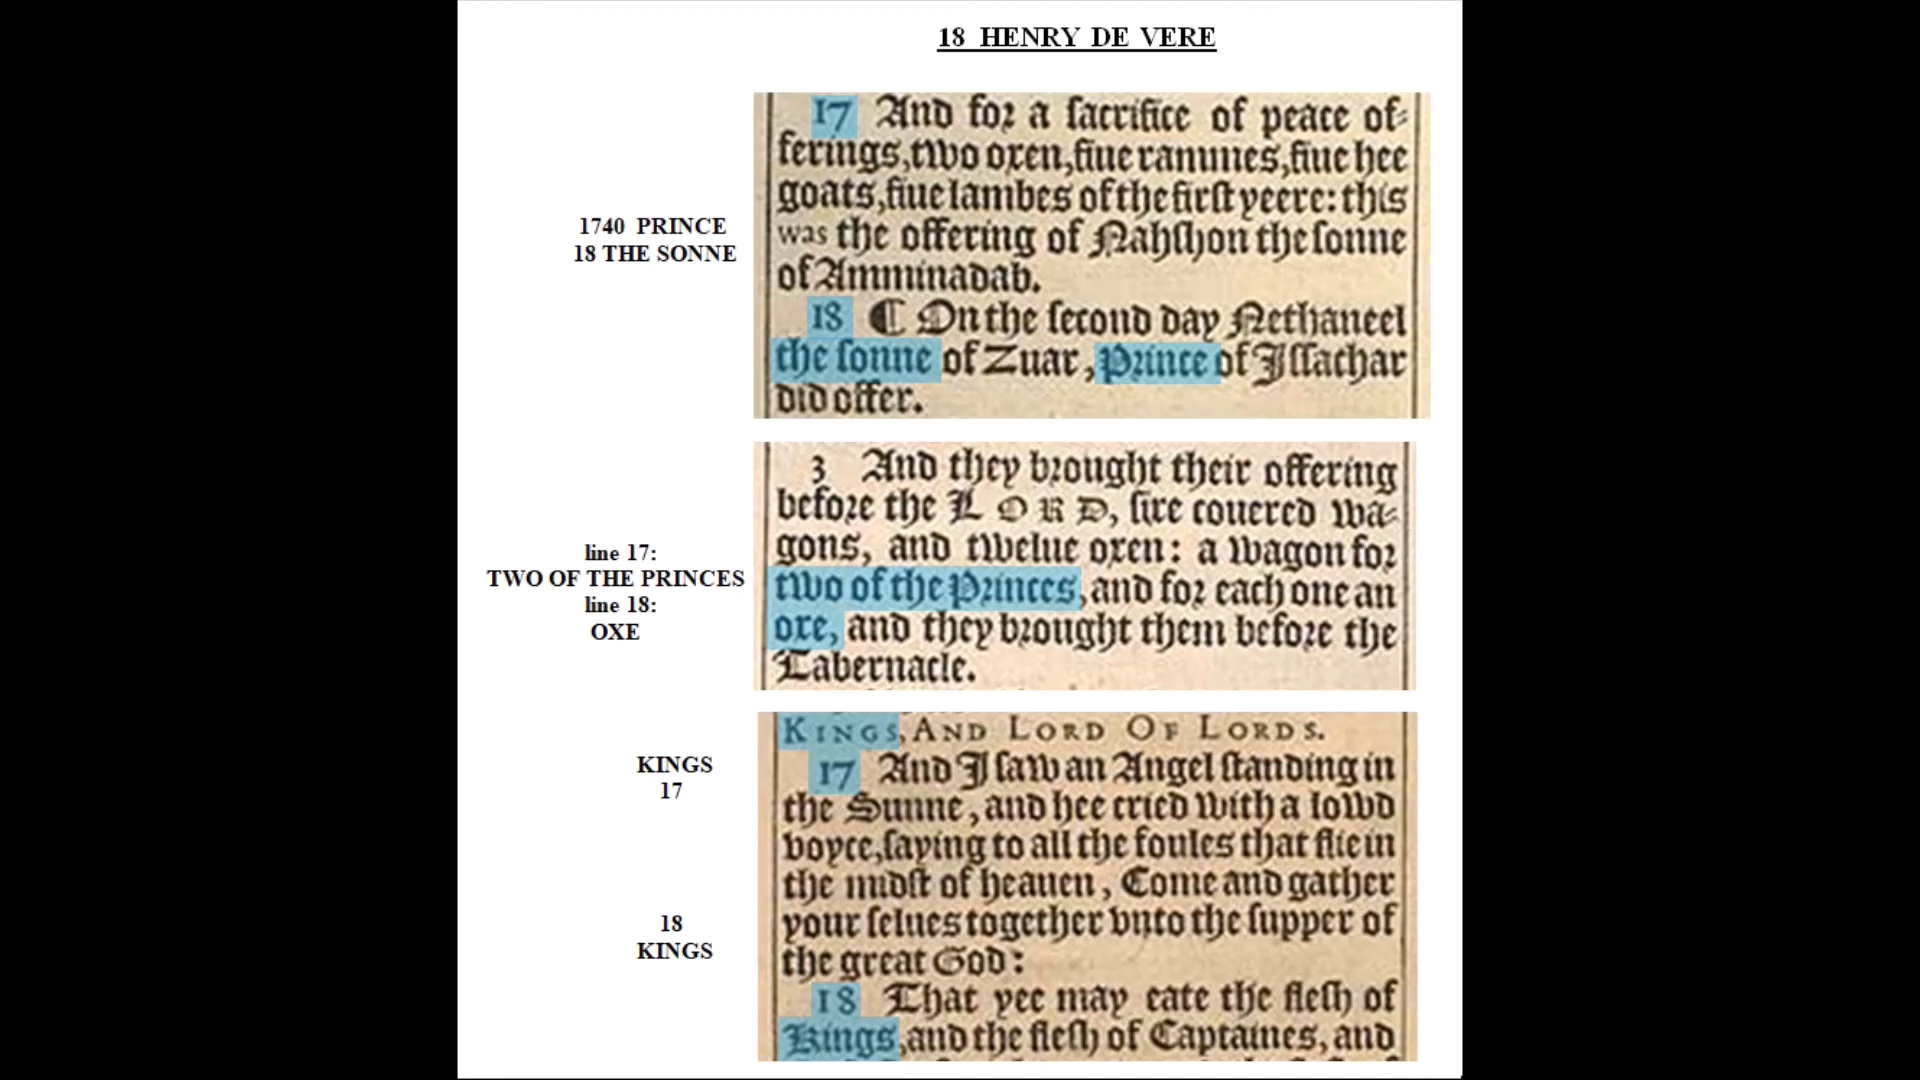 18 HENRY DE VERE
1740 PRINCE
18 THE SONNE
17 And for a sacrifice of peace of-
ferings, two oxen, fiue rammes, fiue hee
goats, fiue lambes of the first yeere: this
was the offering of Nahshon the sonne
of Amminadab.
18 ¶ On the second day Nethaneel
the sonne of Zuar, Prince of Issachar
did offer.
line 17:
TWO OF THE PRINCES
line 18:
OXE
3 And they brought their offering
before the LORD, sixe couered wa-
gons, and twelue oxen: a wagon for
two of the Princes, and for each one an
oxe, and they brought them before the
Tabernacle.
KINGS
17
18
KINGS
KINGS, AND LORD OF LORDS.
17 And I saw an Angel standing in
the Sunne, and hee cried with a lowd
voyce, saying to all the foules that flie in
the midst of heauen, Come and gather
your selues together vnto the supper of
the great God:
18 That yee may eate the flesh of
Kings, and the flesh of Captaines, and